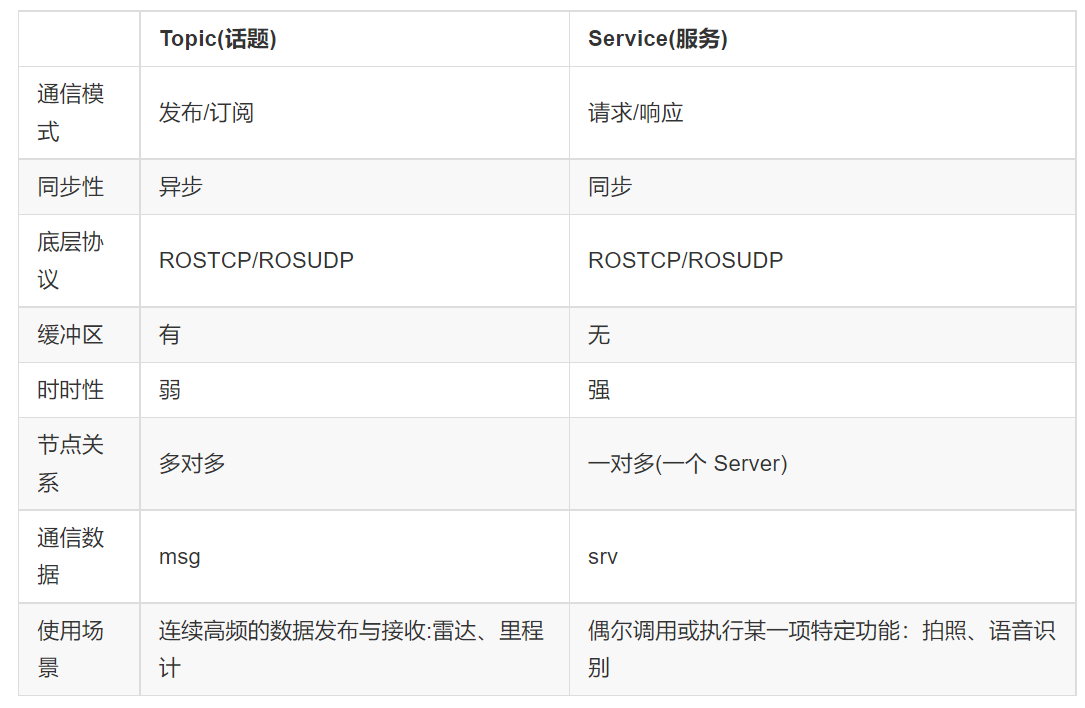 Topic(话题) Service(服务)
通信模
式
发布/订阅 请求/响应
同步性 异步 同步
底层协
议
ROSTCP/ROSUDP ROSTCP/ROSUDP
缓冲区 有 无
时时性 弱 强
节点关
系
多对多 一对多(一个 Server)
通信数
据
msg srv
使用场
景
连续高频的数据发布与接收:雷达、里程
计
偶尔调用或执行某一项特定功能：拍照、语音识
别